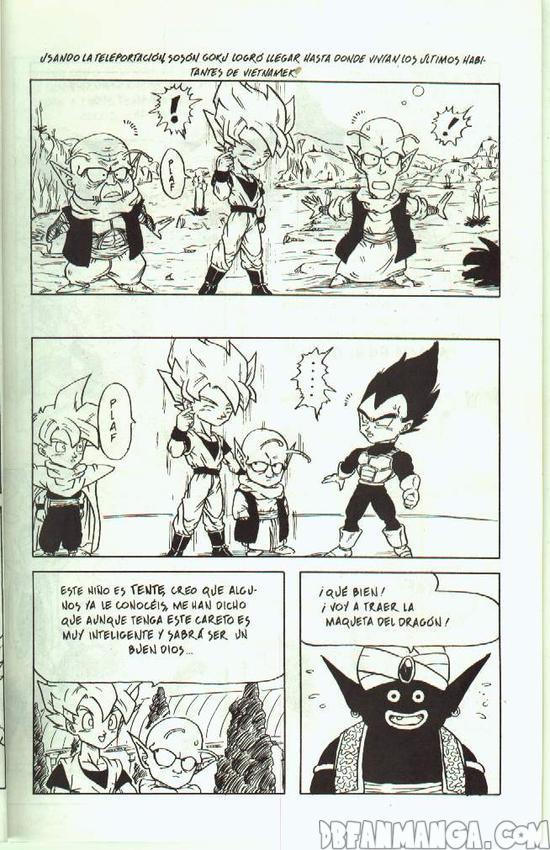 USANDO LA TELEPORTACIÓN, SOSÓN GOKU LOGRÓ LLEGAR HASTA DONDE VIVÍAN LOS ÚLTIMOS HABI-
TANTES DE VIETNAMEK.
!
PLAF
!
PLAF
.....
ESTE NIÑO ES TENTE, CREO QUE ALGU-
NOS YA LE CONOCÉIS, ME HAN DICHO
QUE AUNQUE TENGA ESTE CARETO ES
MUY INTELIGENTE Y SABRÁ SER UN
BUEN DIOS...
¡QUÉ BIEN!
¡VOY A TRAER LA
MAQUETA DEL DRAGÓN!
DBFANMANGA.COM